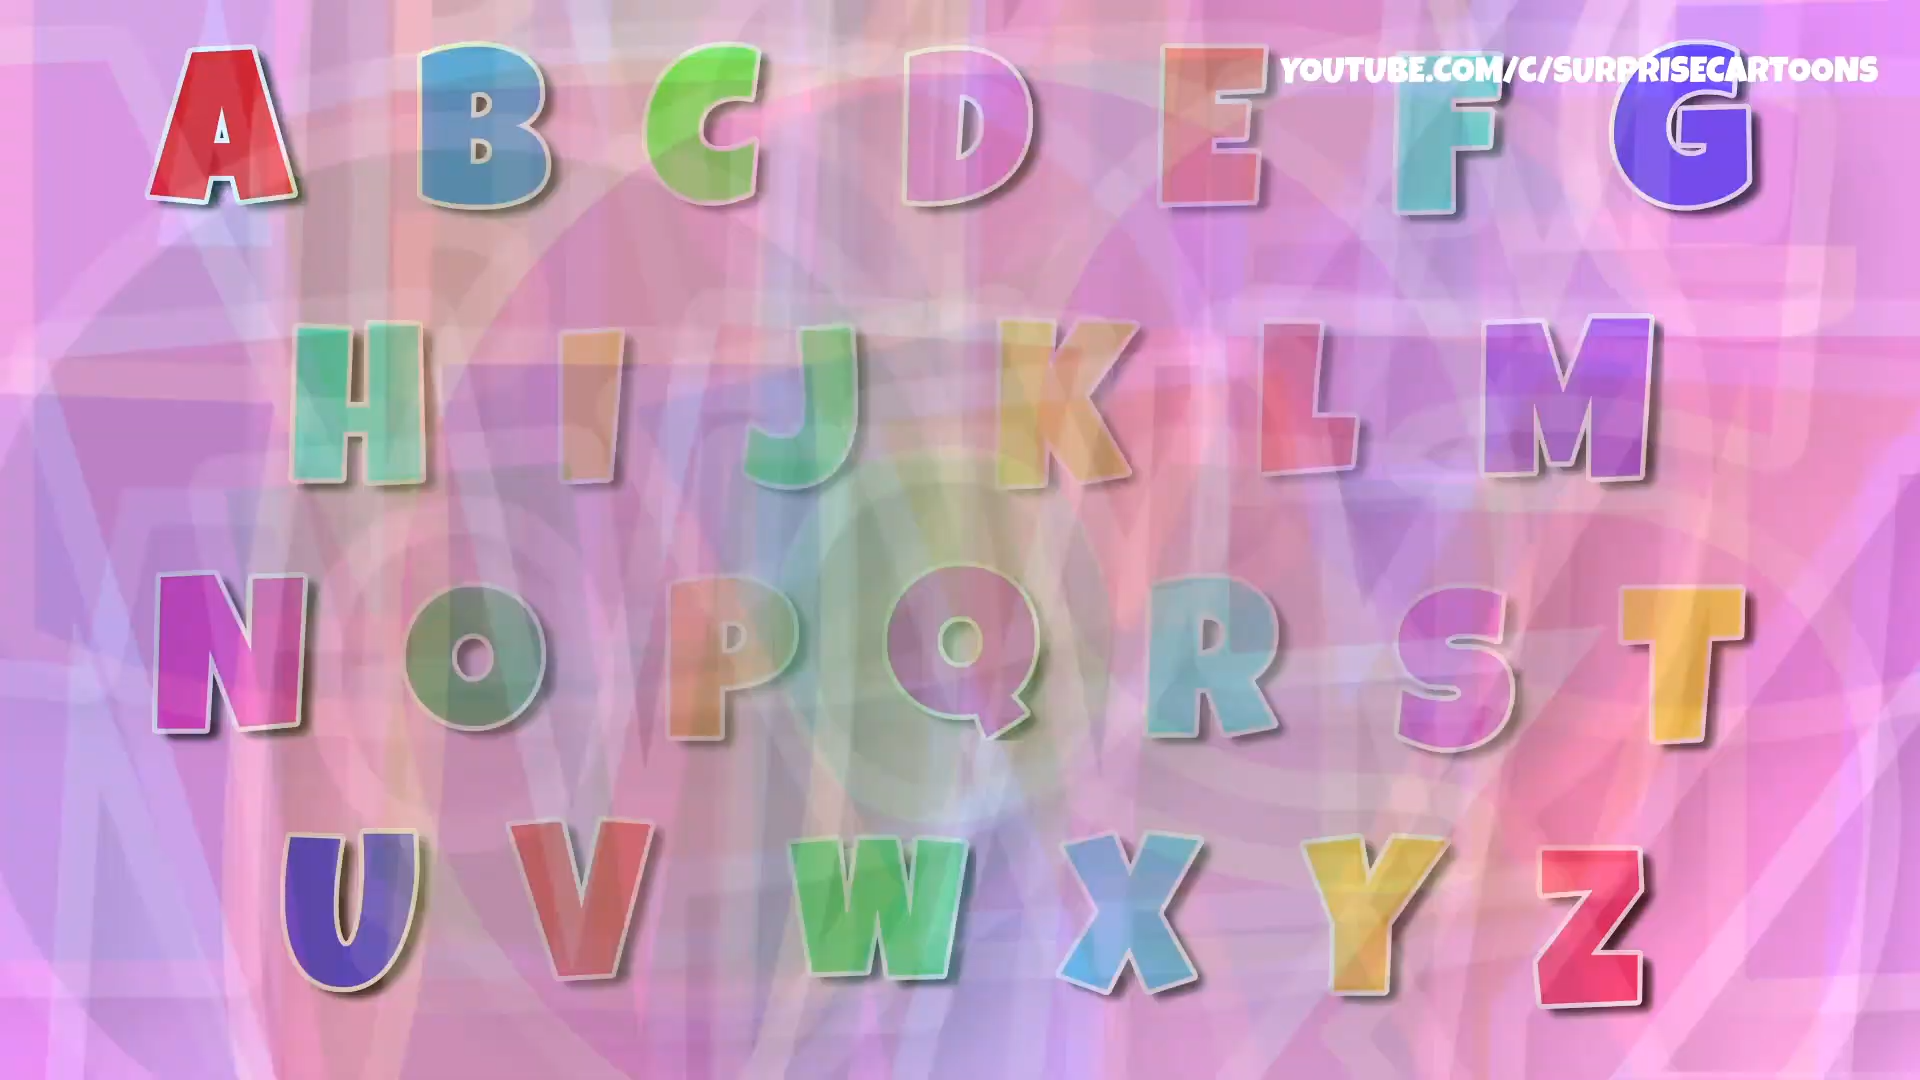 YOUTUBE.COM/C/SURPRISECARTOONS
A B C D E F G
H I J K L M
N O P Q R S T
U V W X Y Z